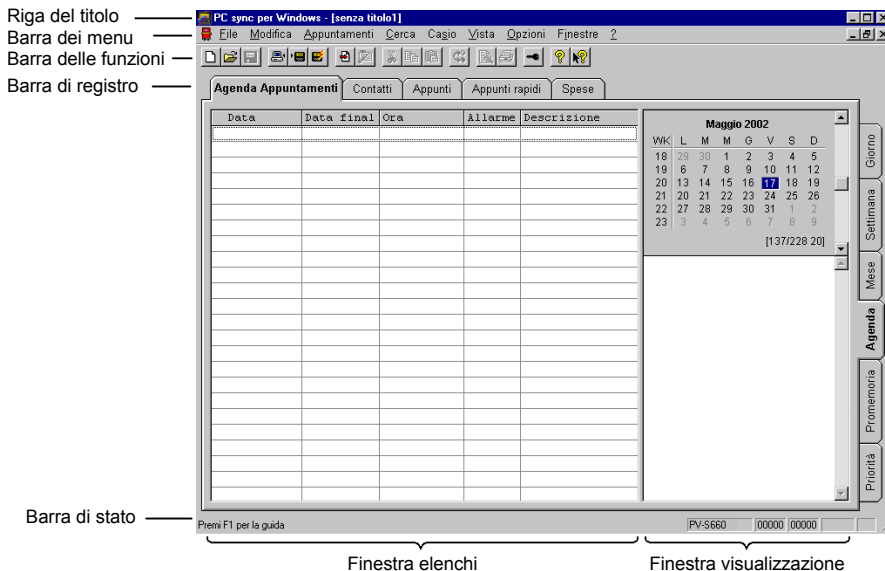 Riga del titolo
PC sync per Windows - [senza titolo1]
Barra dei menu
File Modifica Appuntamenti Cerca Casio Vista Opzioni Finestre ?
Barra delle funzioni
Barra di registro
Agenda Appuntamenti Contatti Appunti Appunti rapidi Spese
Data Data final Ora Allarme Descrizione
Maggio 2002
WK L M M G V S D
18 29 30 1 2 3 4 5
19 6 7 8 9 10 11 12
20 13 14 15 16 17 18 19
21 20 21 22 23 24 25 26
22 27 28 29 30 31 1 2
23 3 4 5 6 7 8 9
[137/228 20]
Giorno
Settimana
Mese
Agenda
Promemoria
Priorità
Barra di stato
Premi F1 per la guida
PV-S660 00000 00000
Finestra elenchi
Finestra visualizzazione